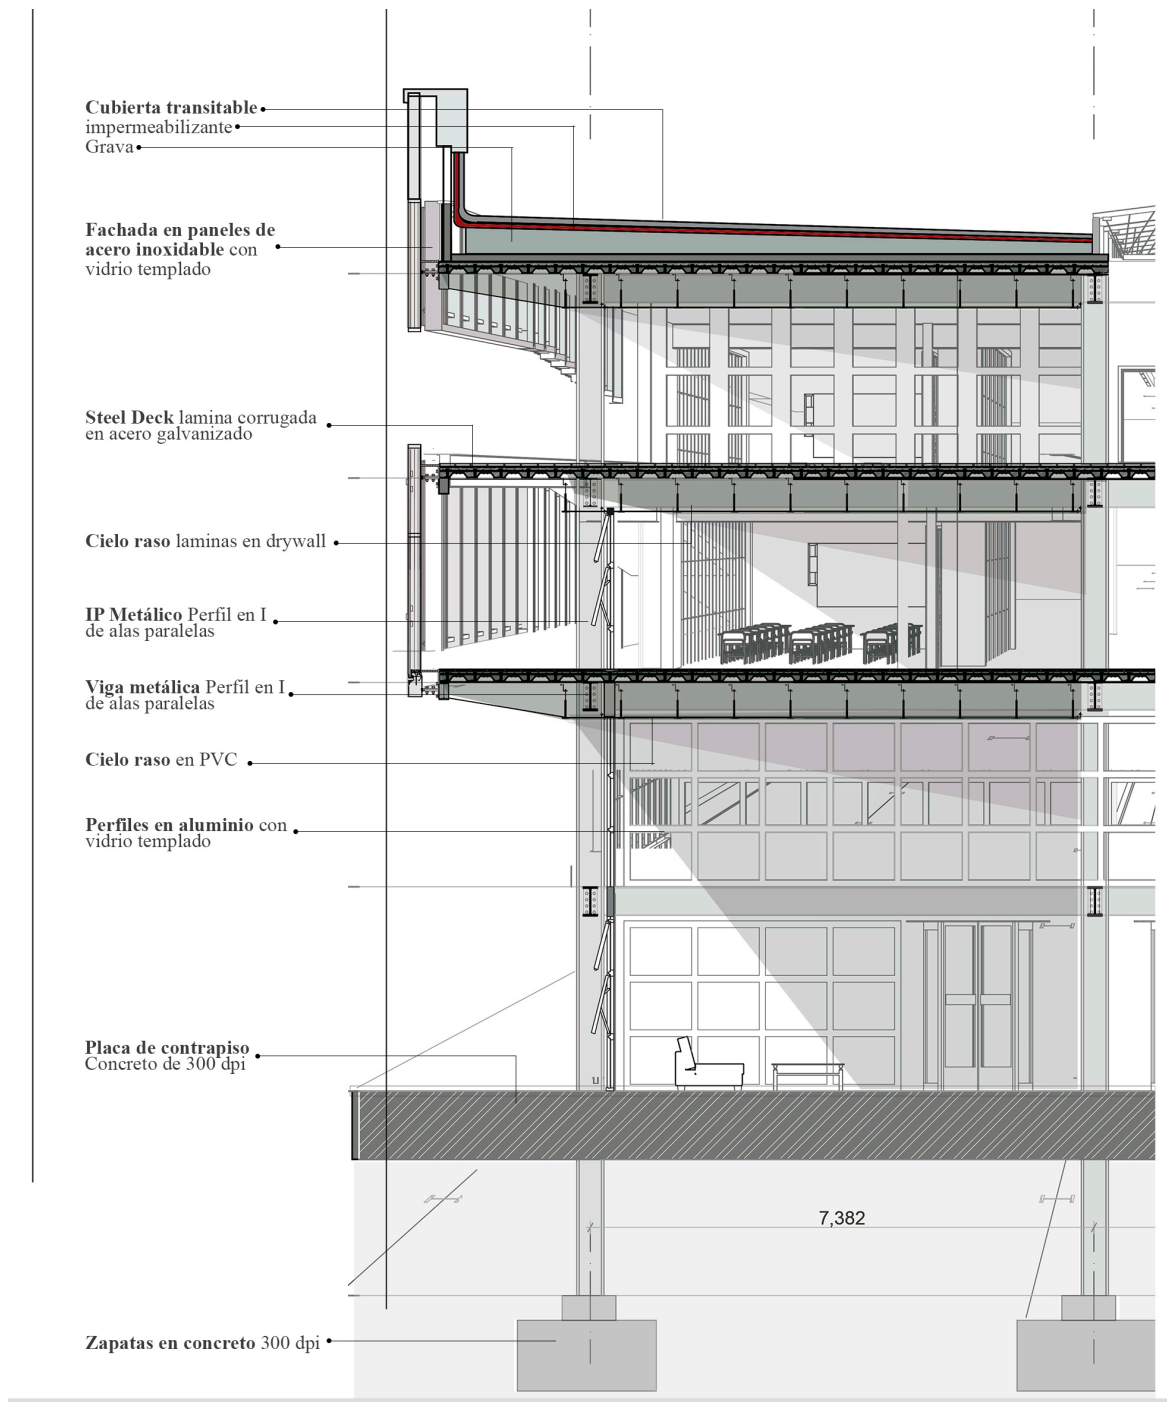 Cubierta transitable
impermeabilizante
Grava
Fachada en paneles de
acero inoxidable con
vidrio templado
Steel Deck lamina corrugada
en acero galvanizado
Cielo raso laminas en drywall
IP Metálico Perfil en I
de alas paralelas
Viga metálica Perfil en I
de alas paralelas
Cielo raso en PVC
Perfiles en aluminio con
vidrio templado
Placa de contrapiso
Concreto de 300 dpi
7,382
Zapatas en concreto 300 dpi